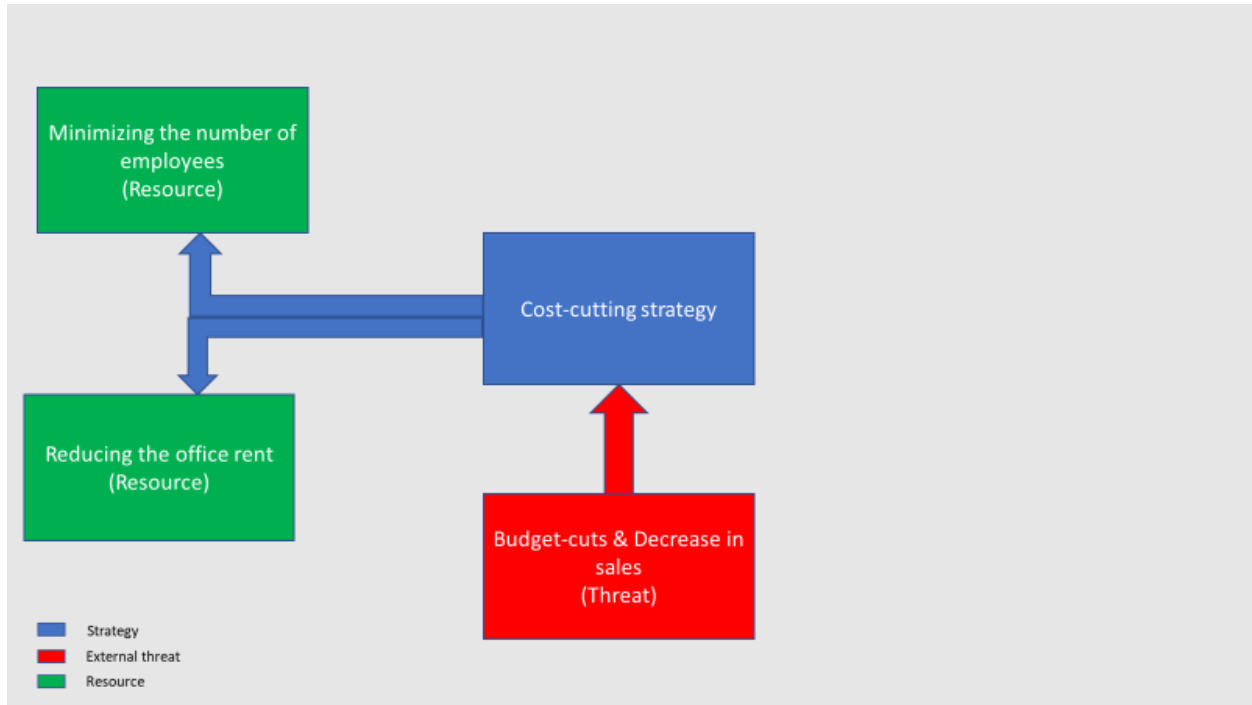 Minimizing the number of
employees
(Resource)
Cost-cutting strategy
Reducing the office rent
(Resource)
Budget-cuts & Decrease in
sales
(Threat)
Strategy
External threat
Resource